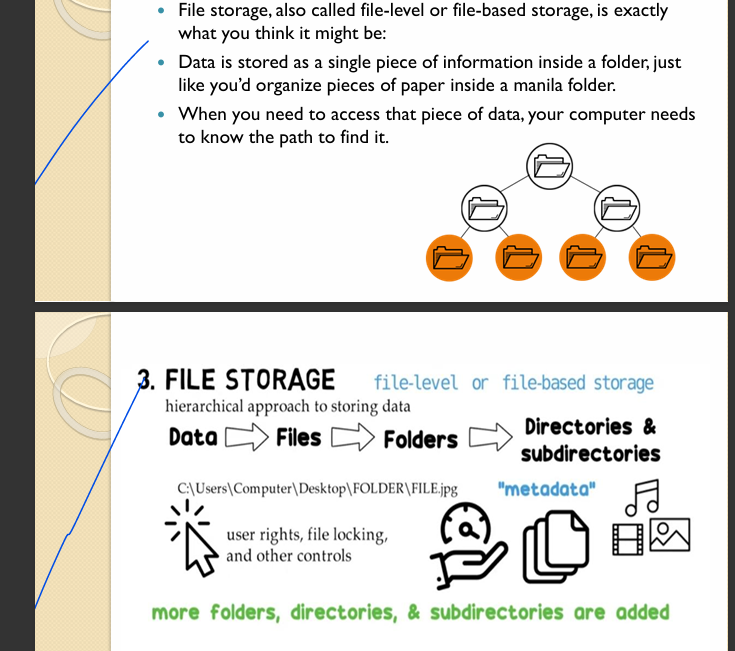 • File storage, also called file-level or file-based storage, is exactly
what you think it might be:
• Data is stored as a single piece of information inside a folder, just
like you'd organize pieces of paper inside a manila folder.
• When you need to access that piece of data, your computer needs
to know the path to find it.
3. FILE STORAGE file-level or file-based storage
hierarchical approach to storing data
Data Files Folders Directories &
subdirectories
C:\Users\Computer\Desktop\FOLDER\FILE.jpg "metadata"
user rights, file locking,
and other controls
more folders, directories, & subdirectories are added